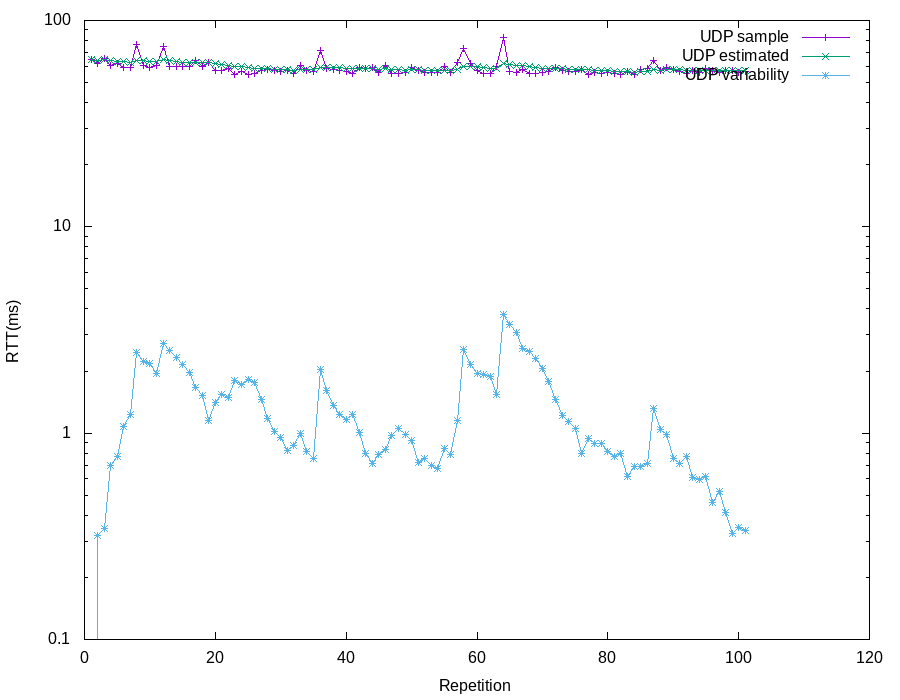 100
10
1
0.1
0
20
40
60
80
100
120
RTT(ms)
Repetition
UDP sample
UDP estimated
UDP variability